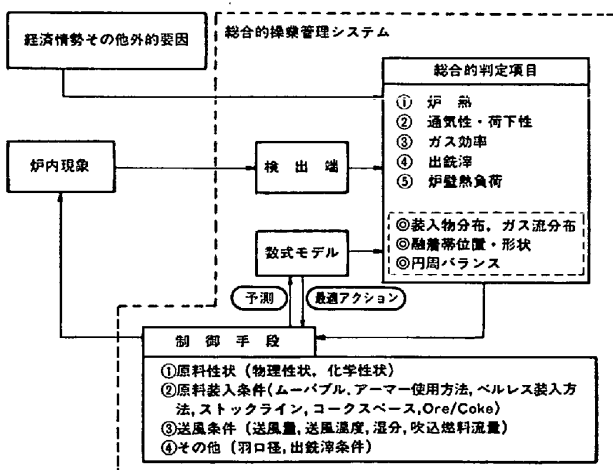 経済情勢その他外的要因
総合的操業管理システム
総合的判定項目
① 炉熱
② 通気性・荷下性
③ ガス効率
④ 出銑滓
⑤ 炉壁熱負荷
◎装入物分布，ガス流分布
◎融着帯位置・形状
◎円周バランス
炉内現象
検出端
数式モデル
予測
最適アクション
制御手段
①原料性状（物理性状，化学性状）
②原料装入条件（ムーバブル、アーマー使用方法，ベルレス装入方
法，ストックライン，コークスベース，Ore/Coke）
③送風条件（送風量，送風温度，湿分，吹込燃料流量）
④その他（羽口径，出銑滓条件）